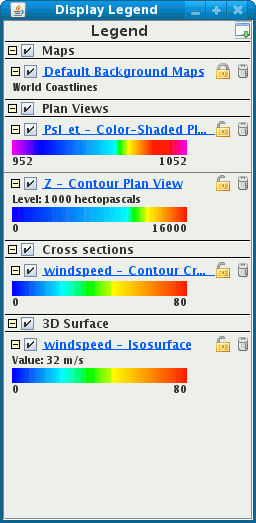 Display Legend
Legend
Maps
Default Background Maps
World Coastlines
Plan Views
Psl_et - Color-Shaded Pl...
952 1052
Z - Contour Plan View
Level: 1000 hectopascals
0 16000
Cross sections
windspeed - Contour Cr...
0 80
3D Surface
windspeed - Isosurface
Value: 32 m/s
0 80